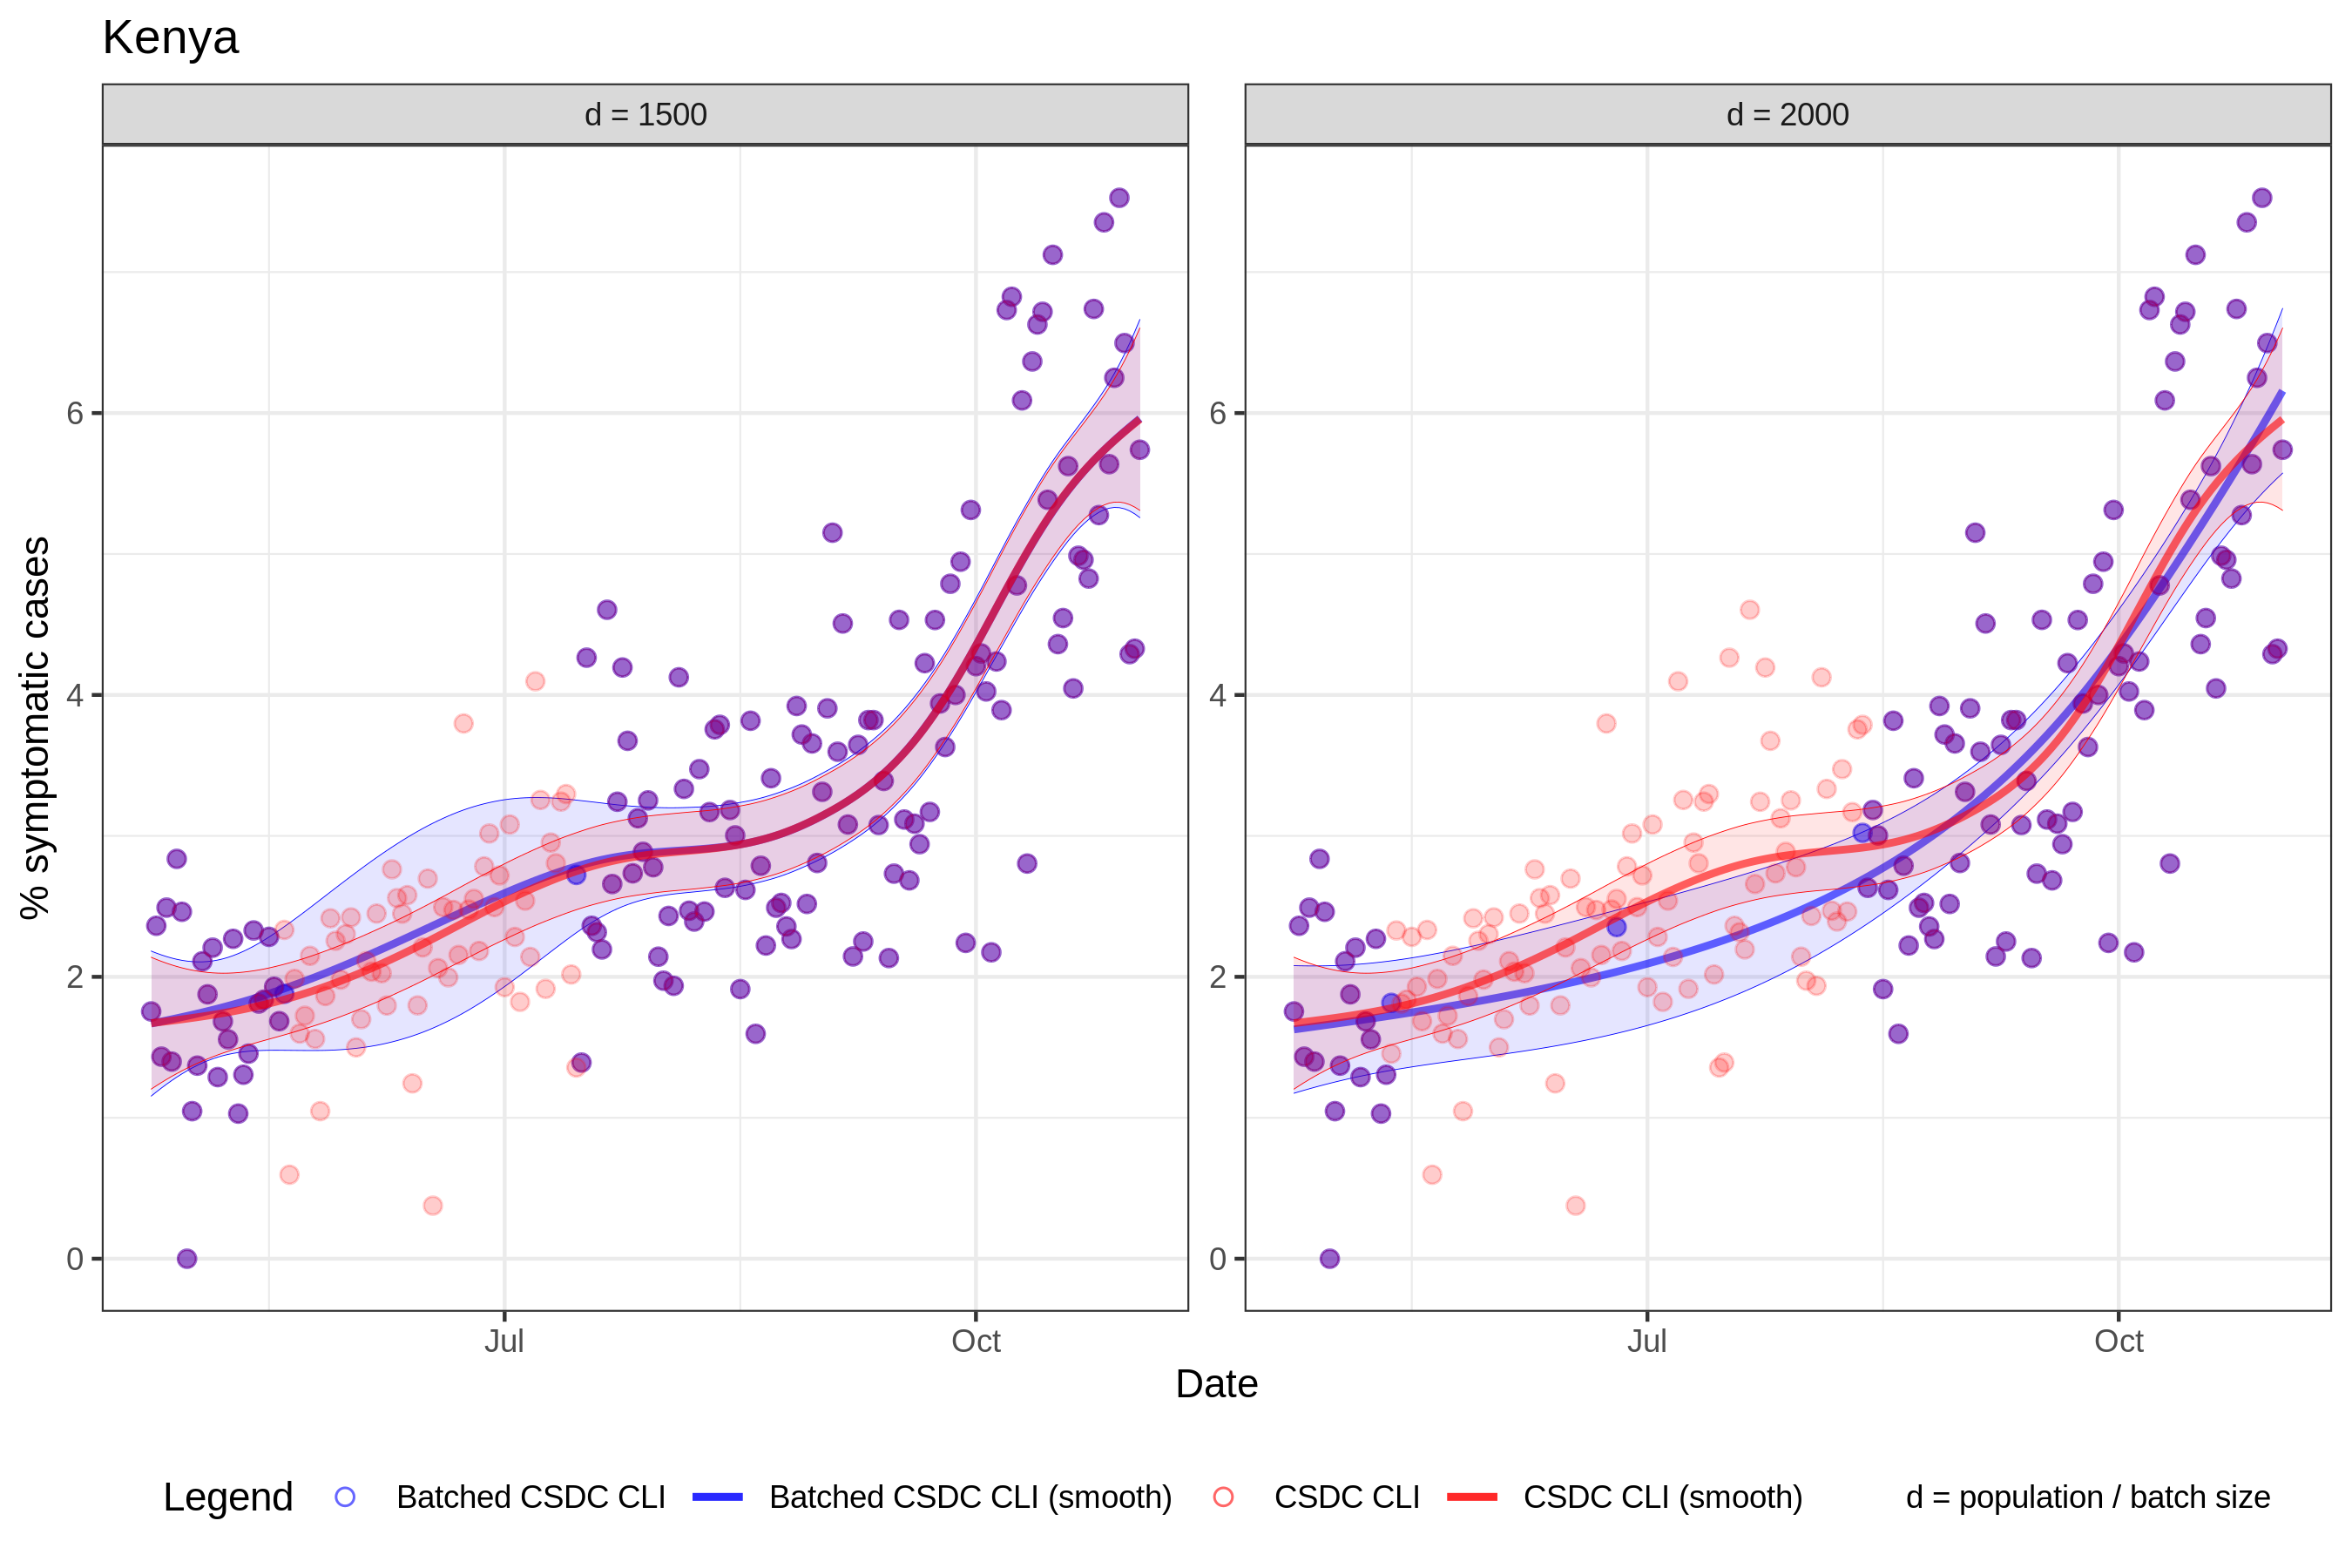 Kenya
d = 1500
d = 2000
% symptomatic cases
6
4
2
0
6
4
2
0
Jul
Oct
Jul
Oct
Date
Legend
Batched CSDC CLI
Batched CSDC CLI (smooth)
CSDC CLI
CSDC CLI (smooth)
d = population / batch size